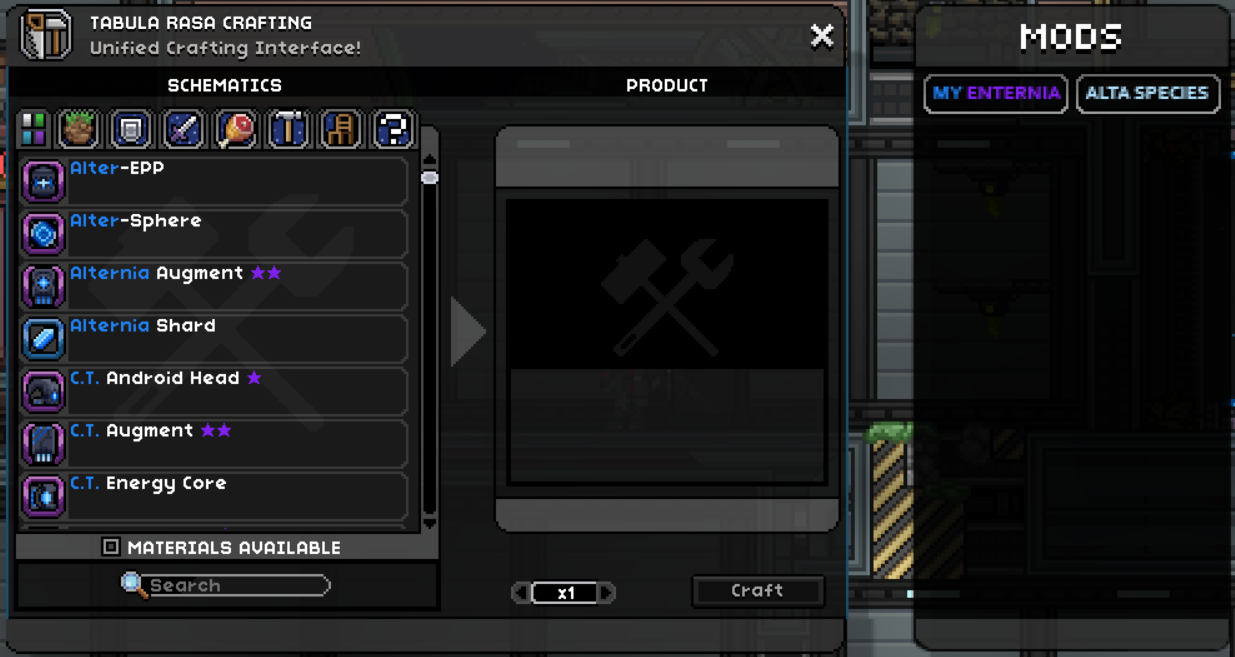 TABULA RASA CRAFTING
Unified Crafting Interface!
SCHEMATICS
PRODUCT
Alter-EPP
Alter-Sphere
Alternia Augment ★★
Alternia Shard
C.T. Android Head ★
C.T. Augment ★★
C.T. Energy Core
MATERIALS AVAILABLE
Search
x1
Craft
MODS
MY ENTERNIA
ALTA SPECIES